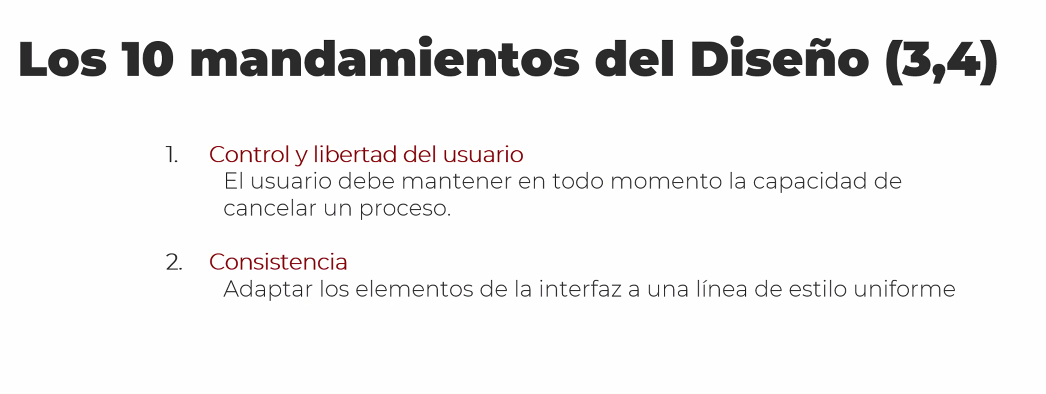 Los 10 mandamientos del Diseño (3,4)
1. Control y libertad del usuario
El usuario debe mantener en todo momento la capacidad de
cancelar un proceso.
2. Consistencia
Adaptar los elementos de la interfaz a una línea de estilo uniforme